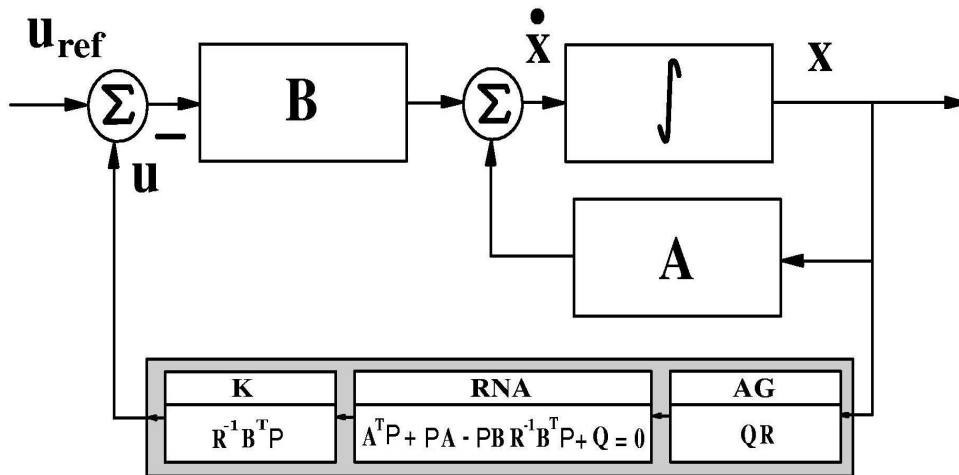 u_ref
ẋ
x
Σ
B
Σ
∫
−
u
A
K
RNA
AG
R⁻¹BᵀP
AᵀP + PA - PBR⁻¹BᵀP + Q = 0
QR